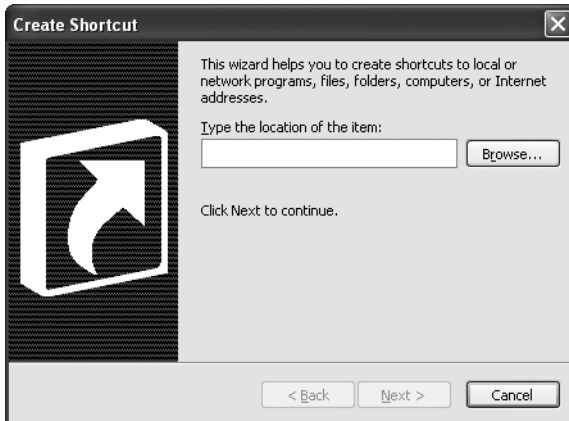 Create Shortcut
This wizard helps you to create shortcuts to local or
network programs, files, folders, computers, or Internet
addresses.
Type the location of the item:
Browse...
Click Next to continue.
< Back Next > Cancel